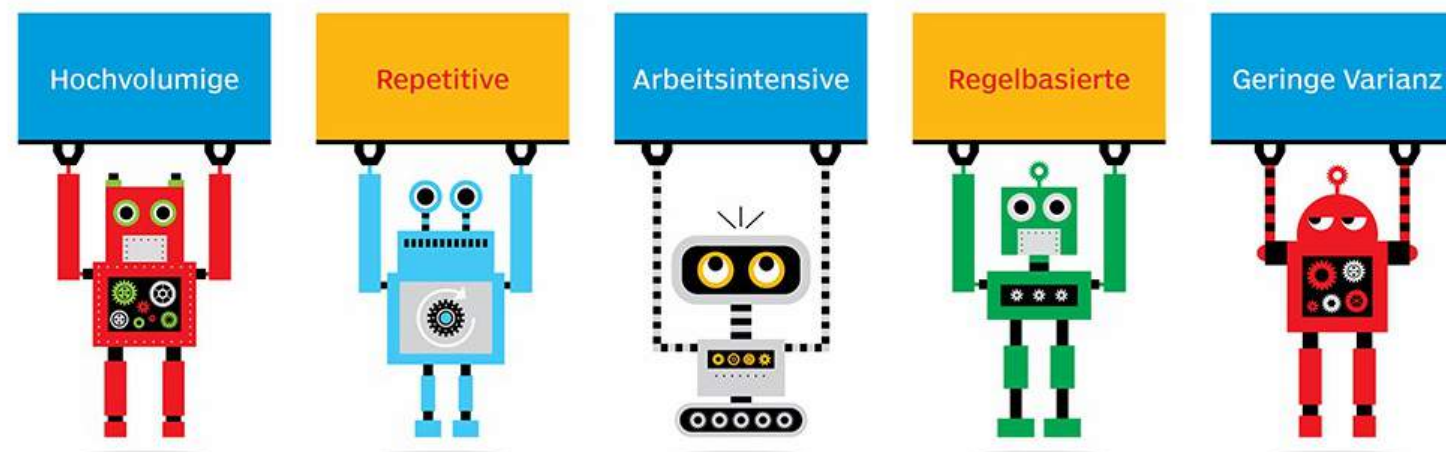 Hochvolumige
Repetitive
Arbeitsintensive
Regelbasierte
Geringe Varianz